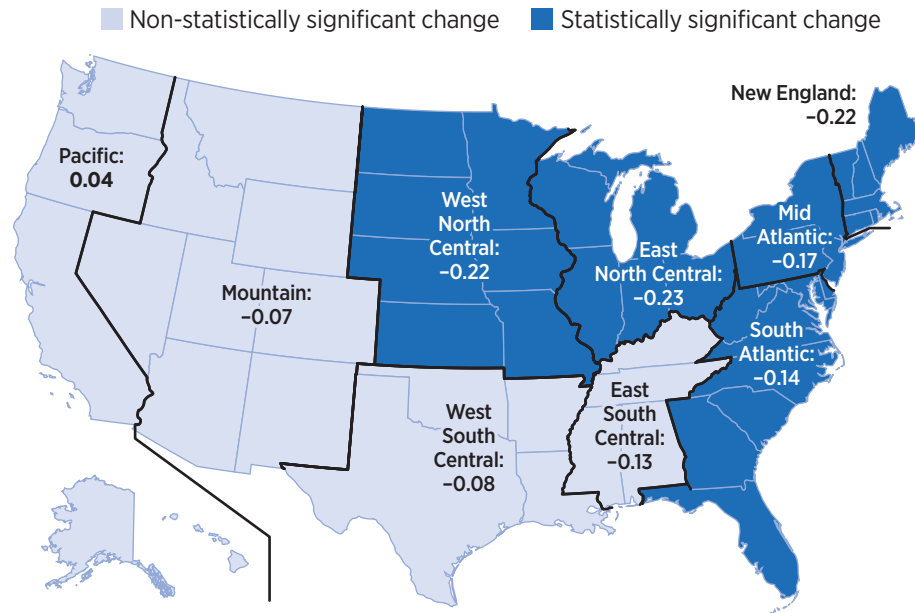 Non-statistically significant change
Statistically significant change
New England:
−0.22
Pacific:
0.04
West
North
Central:
−0.22
Mid
Atlantic:
−0.17
East
North Central:
−0.23
Mountain:
−0.07
South
Atlantic:
−0.14
West
South
Central:
−0.08
East
South
Central:
−0.13